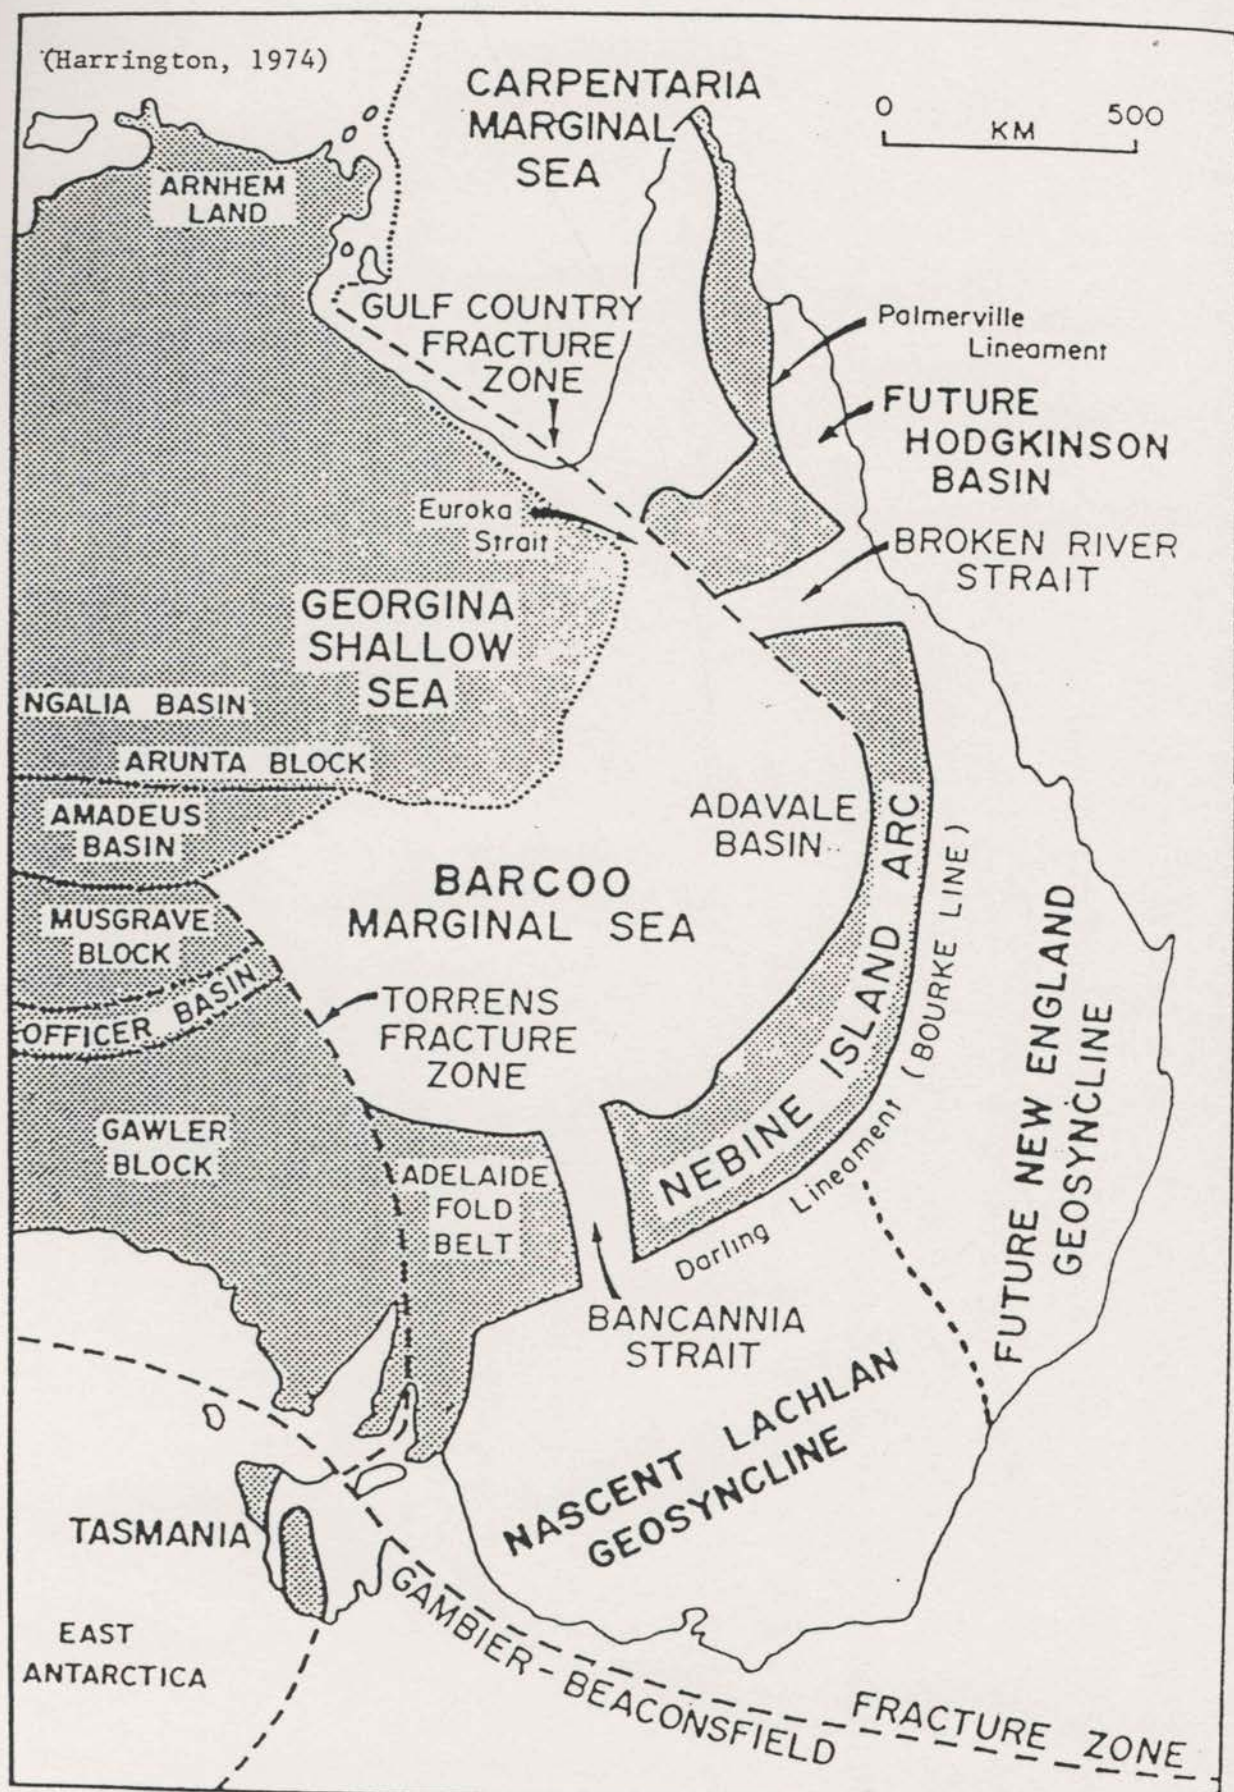 (Harrington, 1974)
CARPENTARIA
MARGINAL
SEA
0 500
KM
ARNHEM
LAND
GULF COUNTRY
FRACTURE
ZONE
Palmerville
Lineament
FUTURE
HODGKINSON
BASIN
Euroka
Strait
BROKEN RIVER
STRAIT
GEORGINA
SHALLOW
SEA
NGALIA BASIN
ARUNTA BLOCK
AMADEUS
BASIN
ADAVALE
BASIN
BARCOO
MARGINAL SEA
MUSGRAVE
BLOCK
OFFICER BASIN
TORRENS
FRACTURE
ZONE
NEBINE ISLAND ARC
Darling Lineament (BOURKE LINE)
FUTURE NEW ENGLAND
GEOSYNCLINE
GAWLER
BLOCK
ADELAIDE
FOLD
BELT
BANCANNIA
STRAIT
NASCENT LACHLAN
GEOSYNCLINE
TASMANIA
EAST
ANTARCTICA
GAMBIER-BEACONSFIELD FRACTURE ZONE